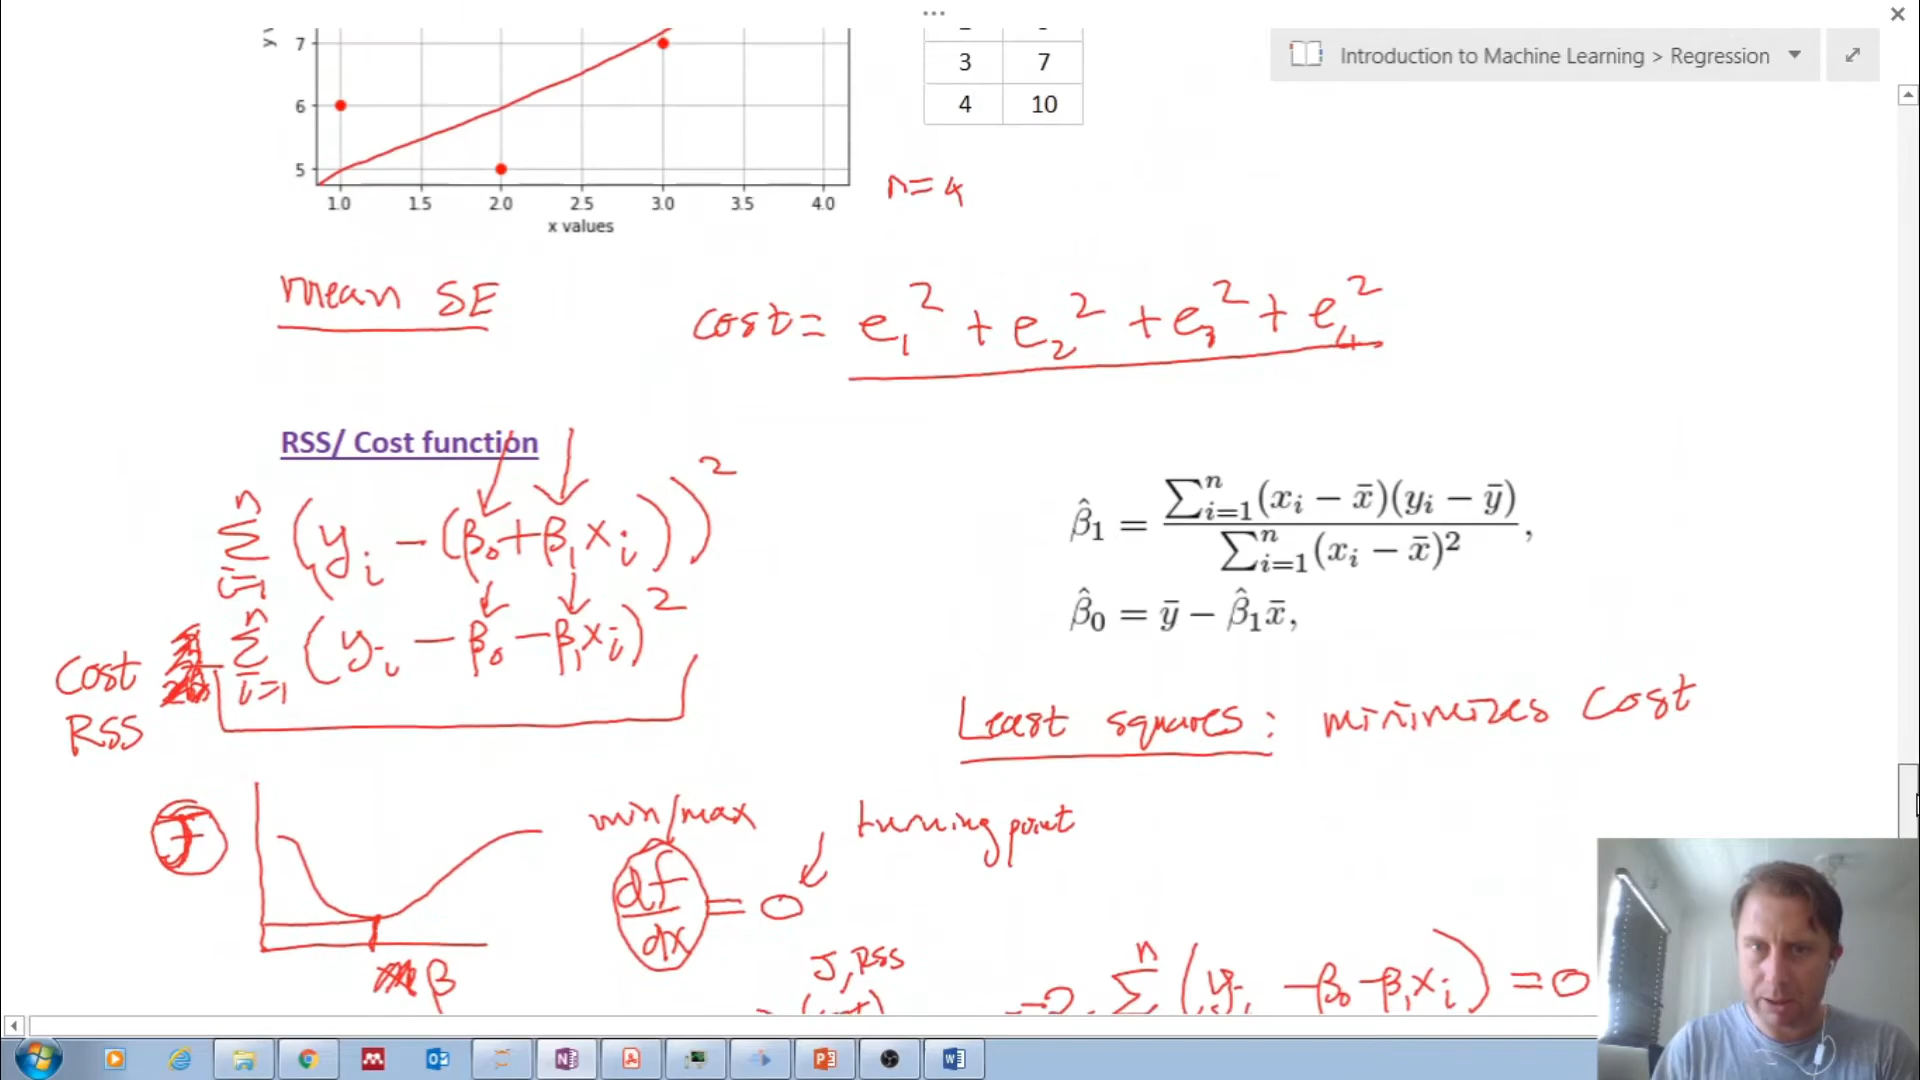 Introduction to Machine Learning > Regression
7
6
5
1.0 1.5 2.0 2.5 3.0 3.5 4.0
x values
3 7
4 10
n=4
mean SE
cost = e₁² + e₂² + e₃² + e₄²
RSS/ Cost function
∑ⁿᵢ₌₁ (yᵢ − (β₀ + β₁xᵢ))²
Cost ∑ⁿᵢ₌₁ (yᵢ − β₀ − β₁xᵢ)²
RSS
β̂₁ = ∑ⁿᵢ₌₁(xᵢ − x̄)(yᵢ − ȳ) / ∑ⁿᵢ₌₁(xᵢ − x̄)²,
β̂₀ = ȳ − β̂₁x̄,
Least squares: minimizes cost
J
β
min/max
df/dx = 0
turning point
J, RSS
−2 ∑ⁿ (yᵢ − β₀ − β₁xᵢ) = 0